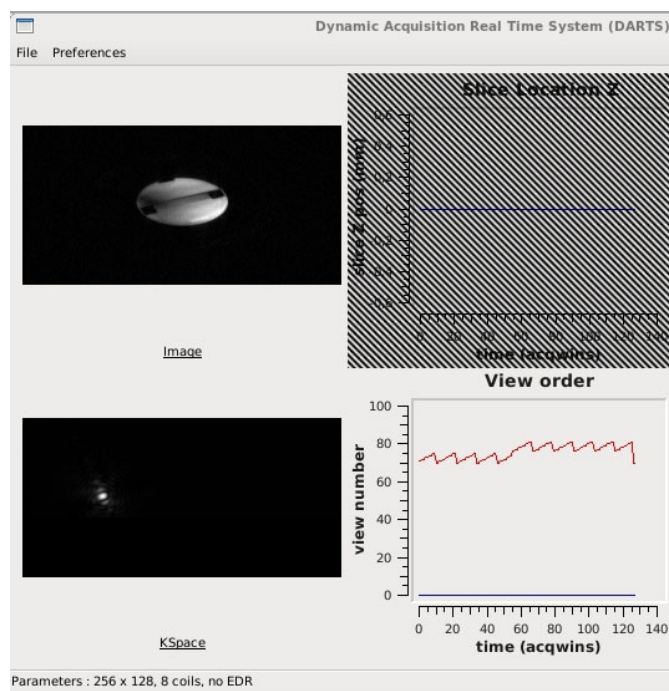 Dynamic Acquisition Real Time System (DARTS)
File Preferences
Slice Location Z
slice Z pos (mm)
0,6
0,4
0,2
0
-0,2
-0,4
-0,6
0 20 40 60 80 100 120 140
time (acqwins)
Image
View order
view number
100
80
60
40
20
0
0 20 40 60 80 100 120 140
time (acqwins)
KSpace
Parameters : 256 x 128, 8 coils, no EDR